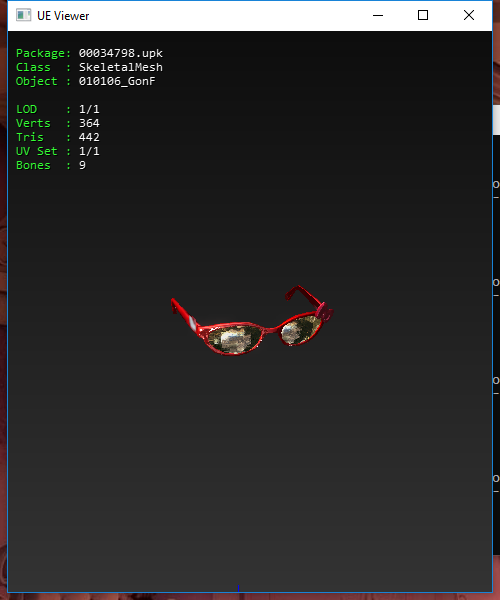 UE Viewer
Package: 00034798.upk
Class : SkeletalMesh
Object : 010106_GonF
LOD : 1/1
Verts : 364
Tris : 442
UV Set : 1/1
Bones : 9